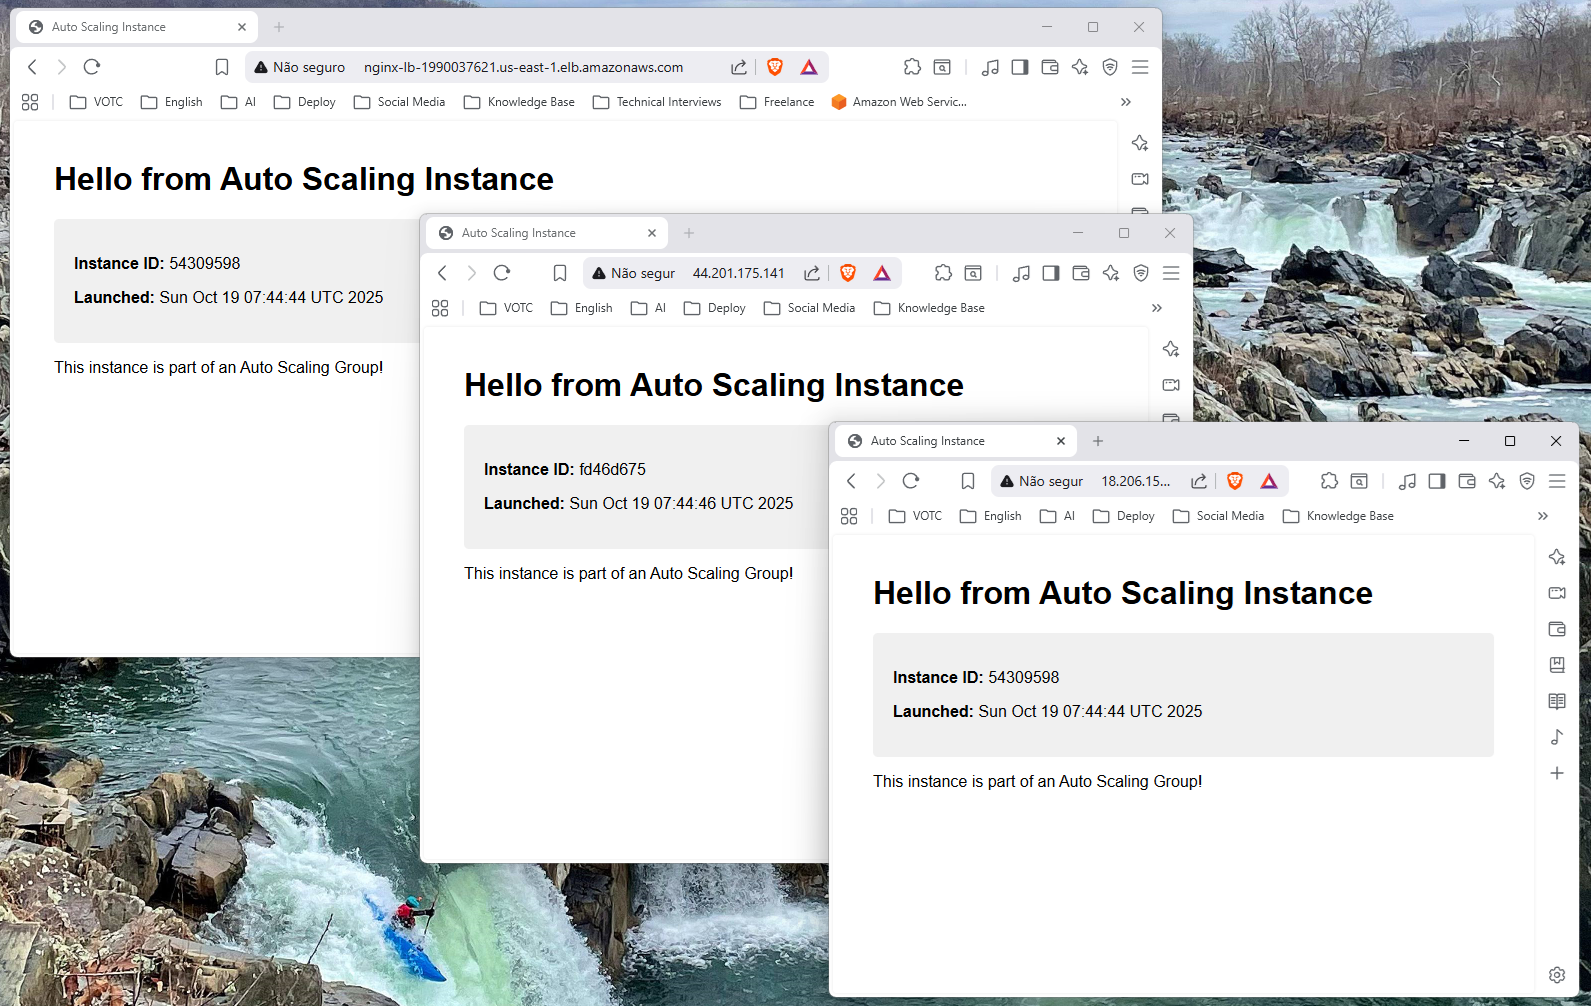 Auto Scaling Instance
Não seguro nginx-lb-1990037621.us-east-1.elb.amazonaws.com
VOTC English AI Deploy Social Media Knowledge Base Technical Interviews Freelance Amazon Web Servic...
Hello from Auto Scaling Instance
Instance ID: 54309598
Launched: Sun Oct 19 07:44:44 UTC 2025
This instance is part of an Auto Scaling Group!
Auto Scaling Instance
Não segur 44.201.175.141
VOTC English AI Deploy Social Media Knowledge Base
Hello from Auto Scaling Instance
Instance ID: fd46d675
Launched: Sun Oct 19 07:44:46 UTC 2025
This instance is part of an Auto Scaling Group!
Auto Scaling Instance
Não segur 18.206.15...
VOTC English AI Deploy Social Media Knowledge Base
Hello from Auto Scaling Instance
Instance ID: 54309598
Launched: Sun Oct 19 07:44:44 UTC 2025
This instance is part of an Auto Scaling Group!